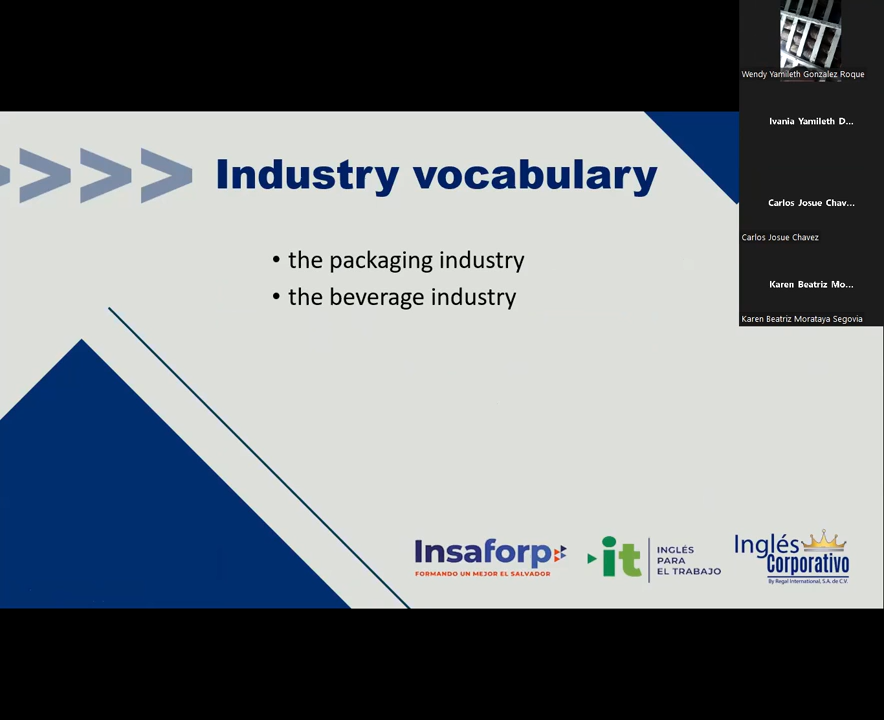 Wendy Yamileth Gonzalez Roque
Ivania Yamileth D...
Carlos Josue Chav...
Carlos Josue Chavez
Karen Beatriz Mo...
Karen Beatriz Morataya Segovia
Industry vocabulary
• the packaging industry
• the beverage industry
Insaforp
FORMANDO UN MEJOR EL SALVADOR
it
INGLÉS
PARA
EL TRABAJO
Inglés
Corporativo
By Regal International, S.A. de C.V.